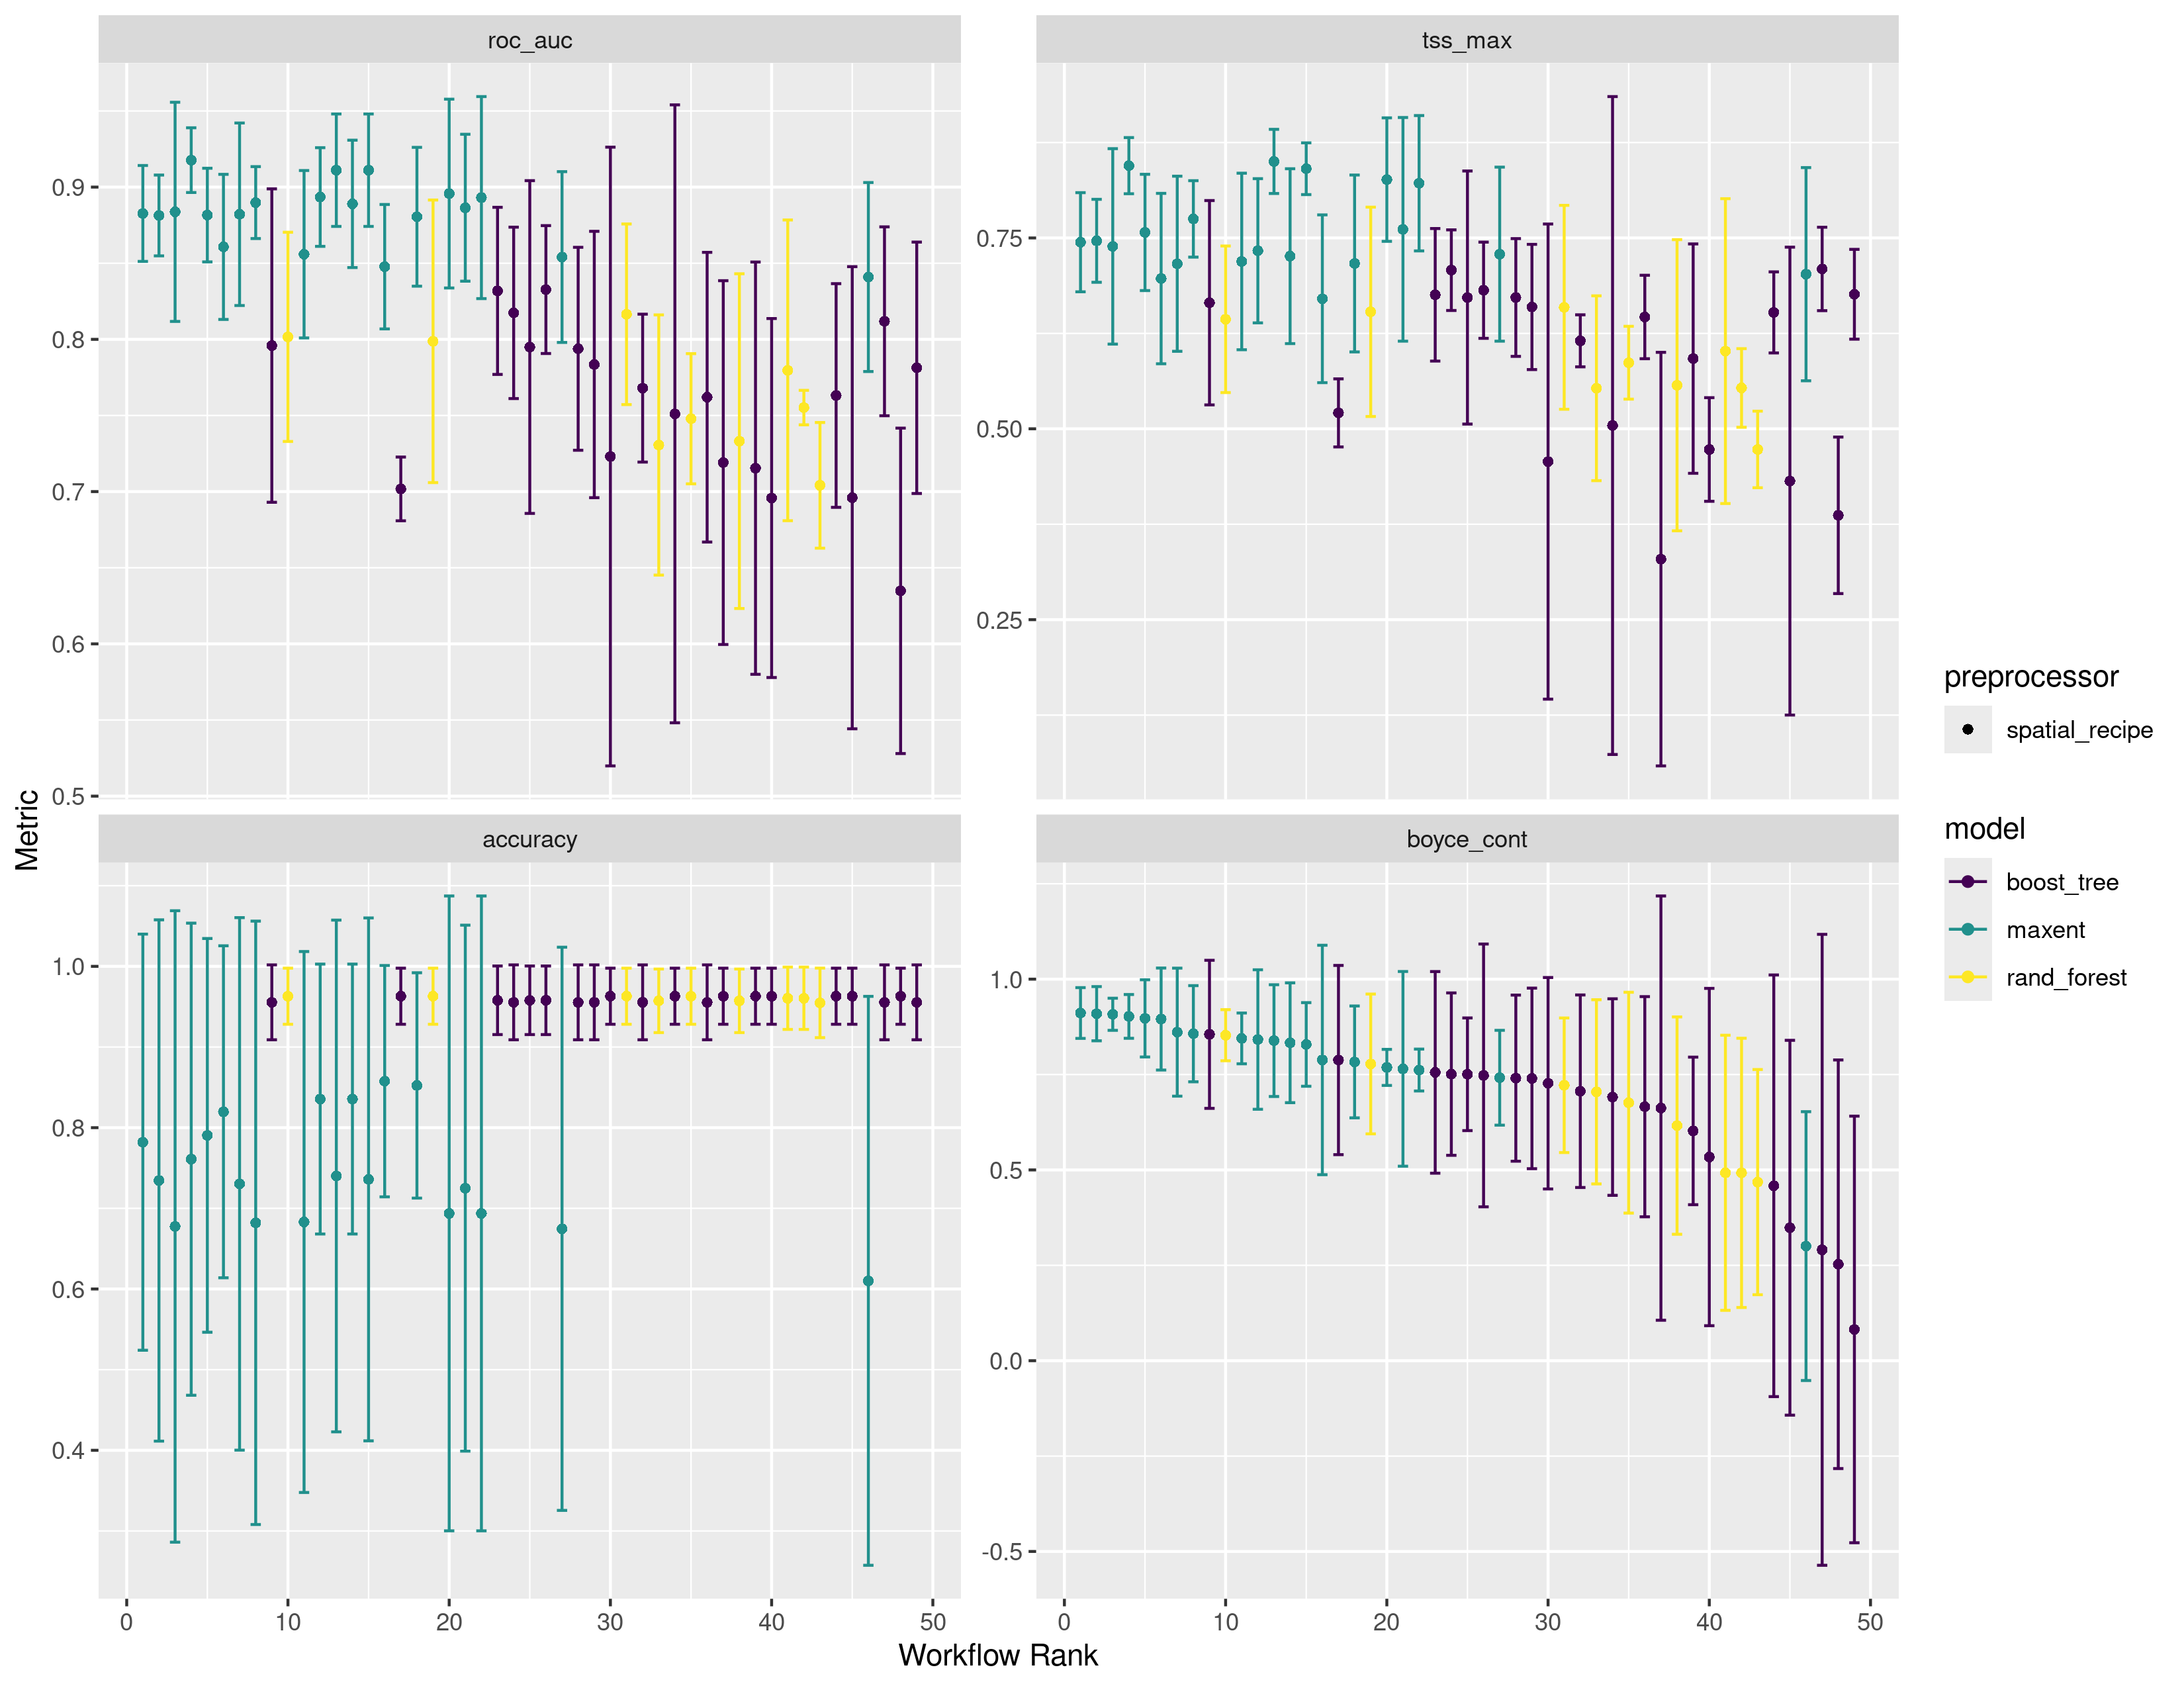 roc_auc
tss_max
0.9
0.8
0.7
0.6
0.5
0.75
0.50
0.25
Metric
accuracy
boyce_cont
1.0
0.8
0.6
0.4
1.0
0.5
0.0
-0.5
0 10 20 30 40 50
0 10 20 30 40 50
Workflow Rank
preprocessor
spatial_recipe
model
boost_tree
maxent
rand_forest